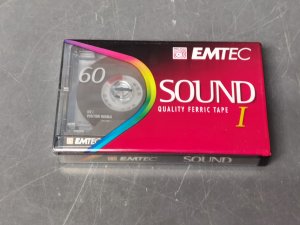 EMTEC
60
SOUND
QUALITY FERRIC TAPE
I
EMTEC
SOUND